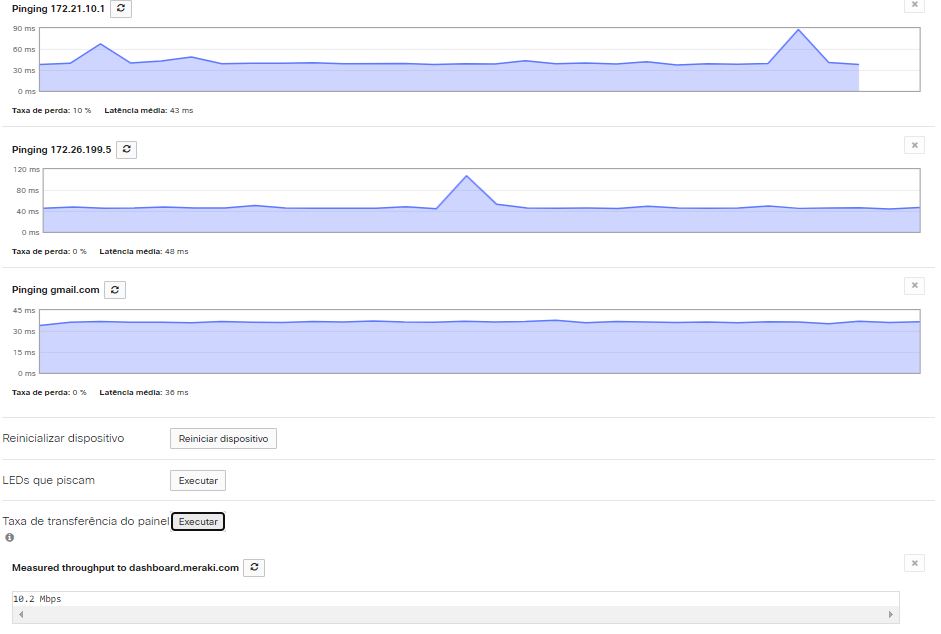 Pinging 172.21.10.1
90 ms
60 ms
30 ms
0 ms
Taxa de perda: 10 % Latência média: 43 ms
Pinging 172.26.199.5
120 ms
80 ms
40 ms
0 ms
Taxa de perda: 0 % Latência média: 48 ms
Pinging gmail.com
45 ms
30 ms
15 ms
0 ms
Taxa de perda: 0 % Latência média: 36 ms
Reinicializar dispositivo Reiniciar dispositivo
LEDs que piscam Executar
Taxa de transferência do painel Executar
Measured throughput to dashboard.meraki.com
10.2 Mbps